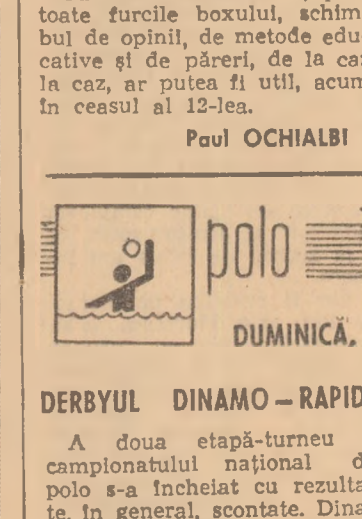 toate furcile boxului, schim-
bul de opinii, de metode edu-
cative și de păreri, de la caz
la caz, ar putea fi util, acum
în ceasul al 12-lea.
Paul OCHIALBI
polo
DUMINICĂ,
DERBYUL DINAMO – RAPID
A doua etapă-turneu
campionatului național
polo s-a încheiat cu rezulta-
te, în general, scontate.